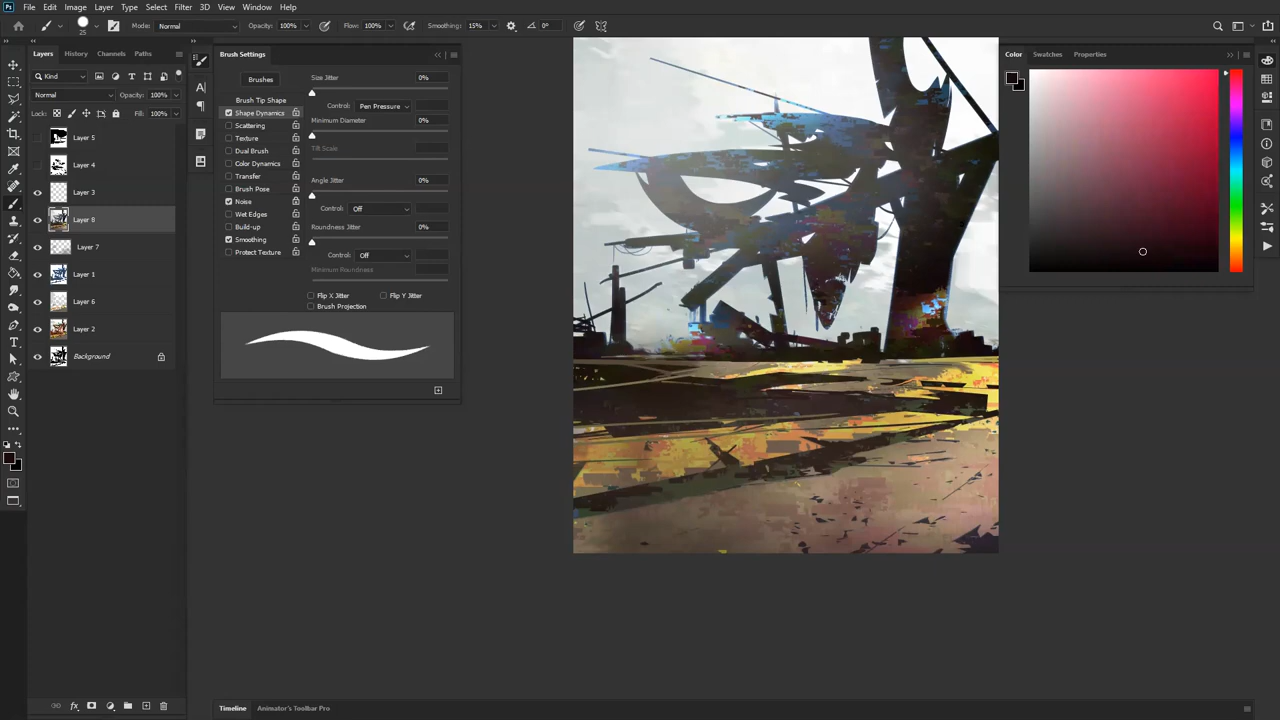 Ps File Edit Image Layer Type Select Filter 3D View Window Help
25 Mode: Normal Opacity: 100% Flow: 100% Smoothing: 15% 0°
Layers History Channels Paths
Kind
Normal Opacity: 100%
Lock: Fill: 100%
Layer 5
Layer 4
Layer 3
Layer 8
Layer 7
Layer 1
Layer 6
Layer 2
Background
Brush Settings
Brushes
Brush Tip Shape
Shape Dynamics
Scattering
Texture
Dual Brush
Color Dynamics
Transfer
Brush Pose
Noise
Wet Edges
Build-up
Smoothing
Protect Texture
Size Jitter 0%
Control: Pen Pressure
Minimum Diameter 0%
Tilt Scale
Angle Jitter 0%
Control: Off
Roundness Jitter 0%
Control: Off
Minimum Roundness
Flip X Jitter Flip Y Jitter
Brush Projection
Color Swatches Properties
Timeline Animator's Toolbar Pro